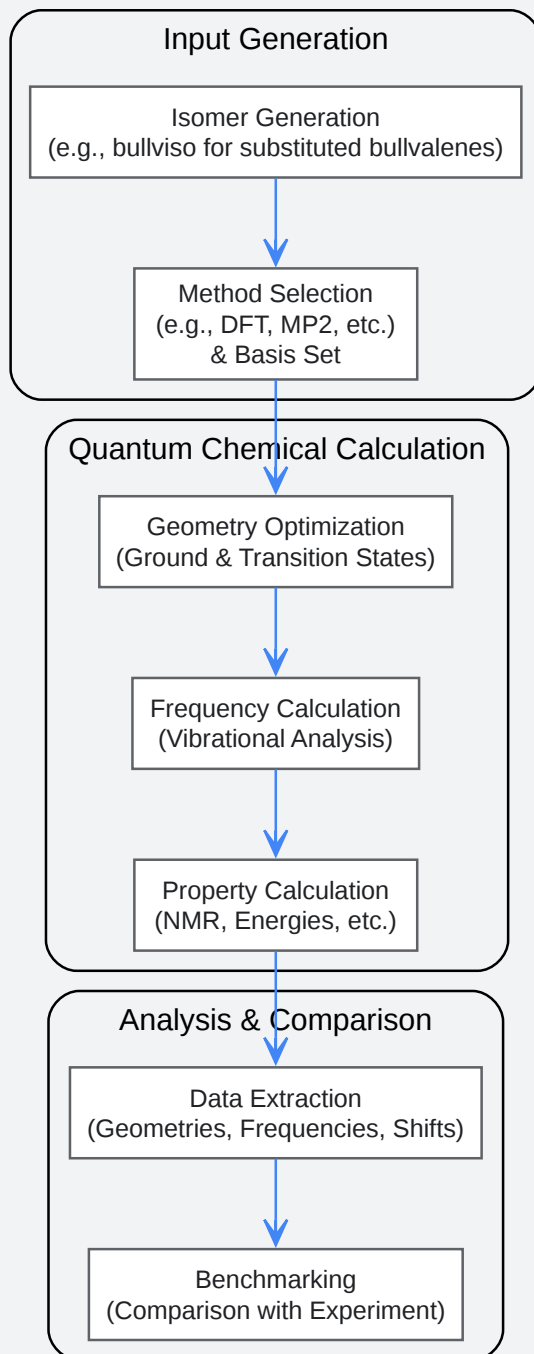 Input Generation
Isomer Generation
(e.g., bullviso for substituted bullvalenes)
Method Selection
(e.g., DFT, MP2, etc.)
& Basis Set
Quantum Chemical Calculation
Geometry Optimization
(Ground & Transition States)
Frequency Calculation
(Vibrational Analysis)
Property Calculation
(NMR, Energies, etc.)
Analysis & Comparison
Data Extraction
(Geometries, Frequencies, Shifts)
Benchmarking
(Comparison with Experiment)